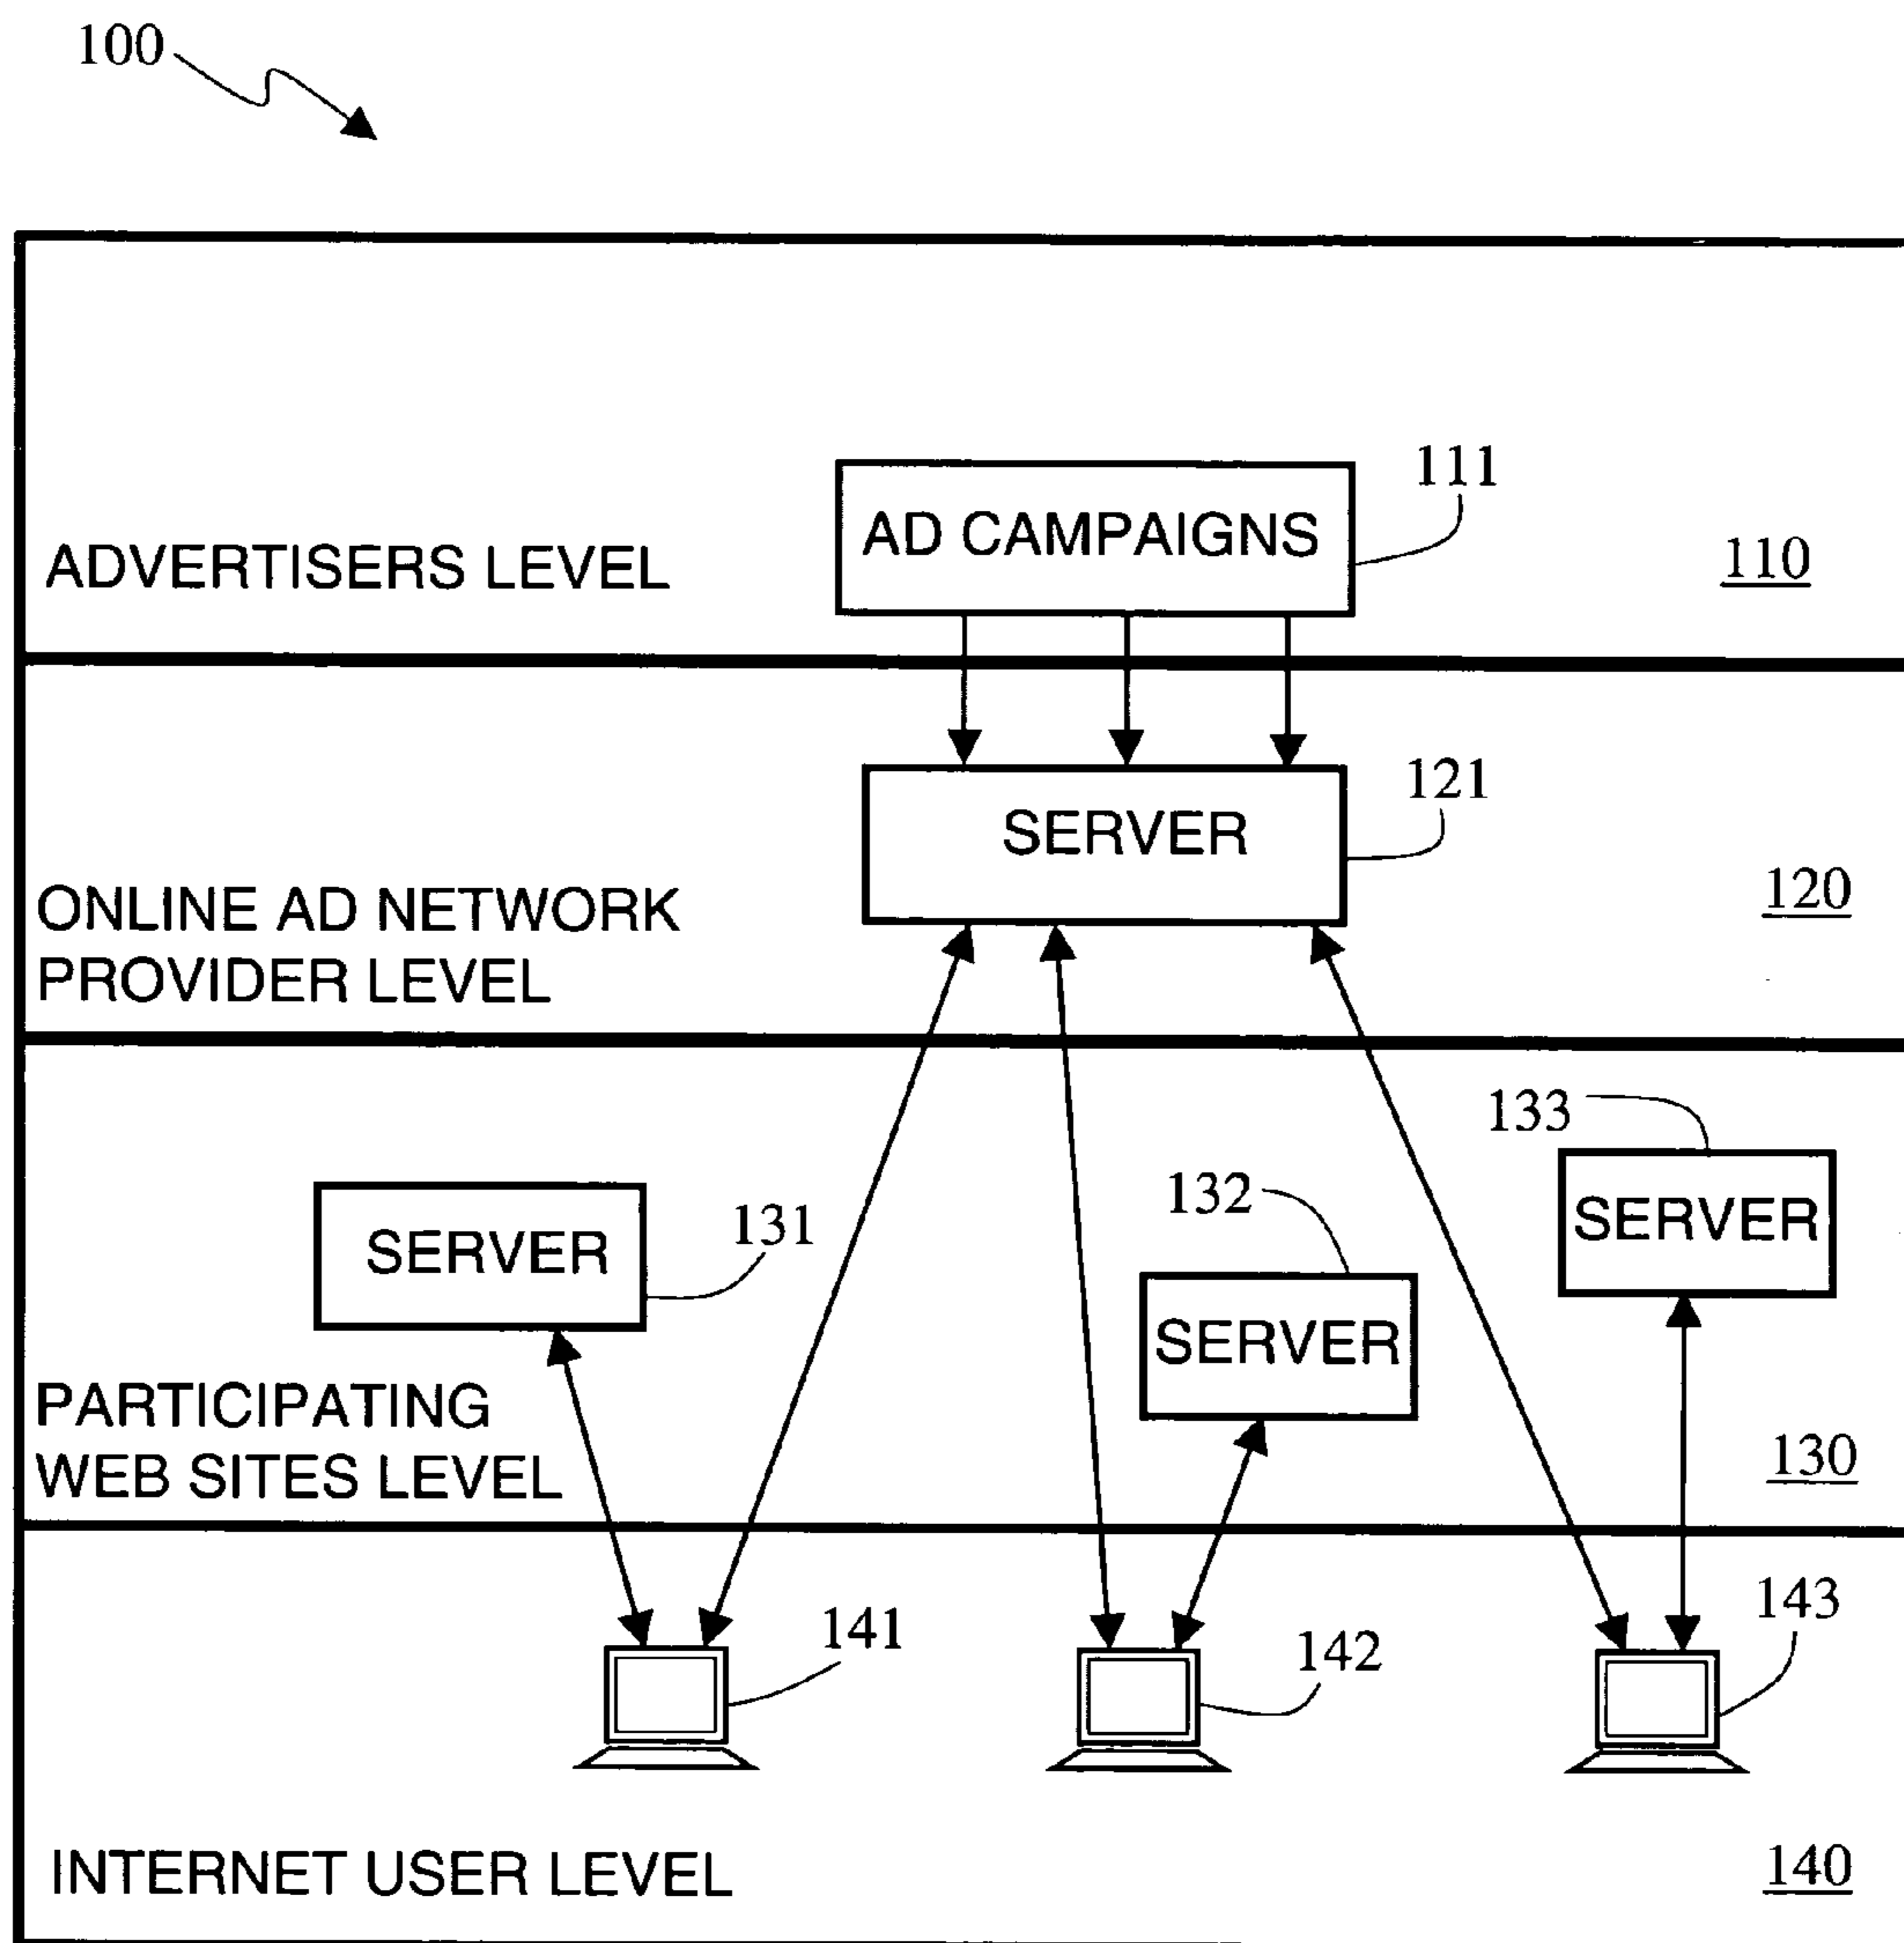 100
111
AD CAMPAIGNS
ADVERTISERS LEVEL
110
121
SERVER
120
ONLINE AD NETWORK
PROVIDER LEVEL
133
SERVER
132
131
SERVER
SERVER
PARTICIPATING
WEB SITES LEVEL
130
143
141
142
INTERNET USER LEVEL
140